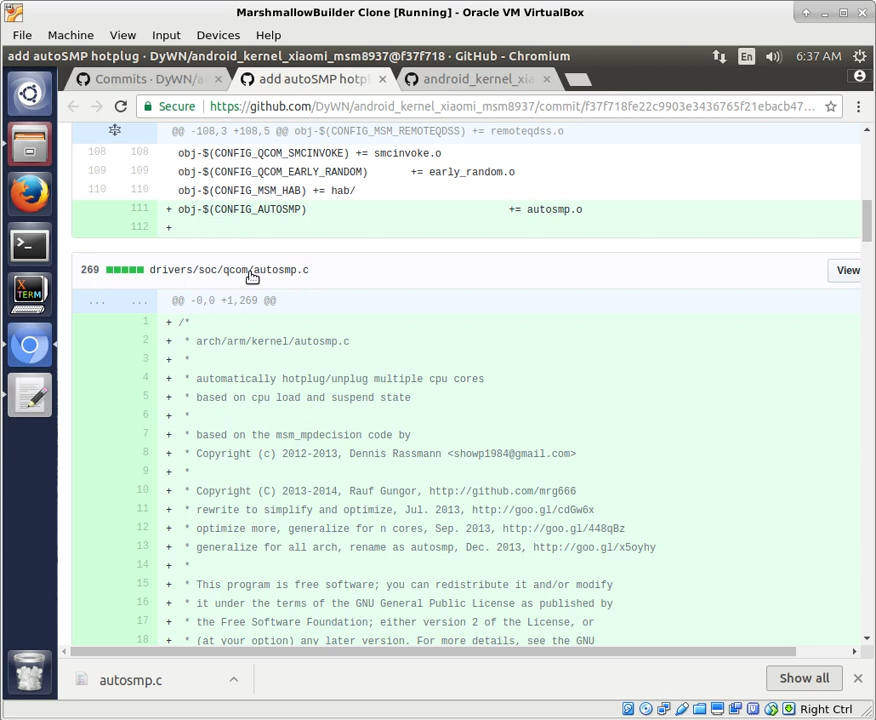 MarshmallowBuilder Clone [Running] - Oracle VM VirtualBox
File Machine View Input Devices Help
add autoSMP hotplug · DyWN/android_kernel_xiaomi_msm8937@f37f718 · GitHub - Chromium
En 6:37 AM
Commits · DyWN/a × add autoSMP hotpl × android_kernel_xia ×
Secure https://github.com/DyWN/android_kernel_xiaomi_msm8937/commit/f37f718fe22c9903e3436765f21ebacb47...
@@ -108,3 +108,5 @@ obj-$(CONFIG_MSM_REMOTEQDSS) += remoteqdss.o
108 108 obj-$(CONFIG_QCOM_SMCINVOKE) += smcinvoke.o
109 109 obj-$(CONFIG_QCOM_EARLY_RANDOM) += early_random.o
110 110 obj-$(CONFIG_MSM_HAB) += hab/
111 + obj-$(CONFIG_AUTOSMP) += autosmp.o
112 +
269 drivers/soc/qcom/autosmp.c View
... ... @@ -0,0 +1,269 @@
1 + /*
2 + * arch/arm/kernel/autosmp.c
3 + *
4 + * automatically hotplug/unplug multiple cpu cores
5 + * based on cpu load and suspend state
6 + *
7 + * based on the msm_mpdecision code by
8 + * Copyright (c) 2012-2013, Dennis Rassmann <showp1984@gmail.com>
9 + *
10 + * Copyright (C) 2013-2014, Rauf Gungor, http://github.com/mrg666
11 + * rewrite to simplify and optimize, Jul. 2013, http://goo.gl/cdGw6x
12 + * optimize more, generalize for n cores, Sep. 2013, http://goo.gl/448qBz
13 + * generalize for all arch, rename as autosmp, Dec. 2013, http://goo.gl/x5oyhy
14 + *
15 + * This program is free software; you can redistribute it and/or modify
16 + * it under the terms of the GNU General Public License as published by
17 + * the Free Software Foundation; either version 2 of the License, or
18 + * (at your option) any later version. For more details, see the GNU
autosmp.c Show all
X TERM
Right Ctrl